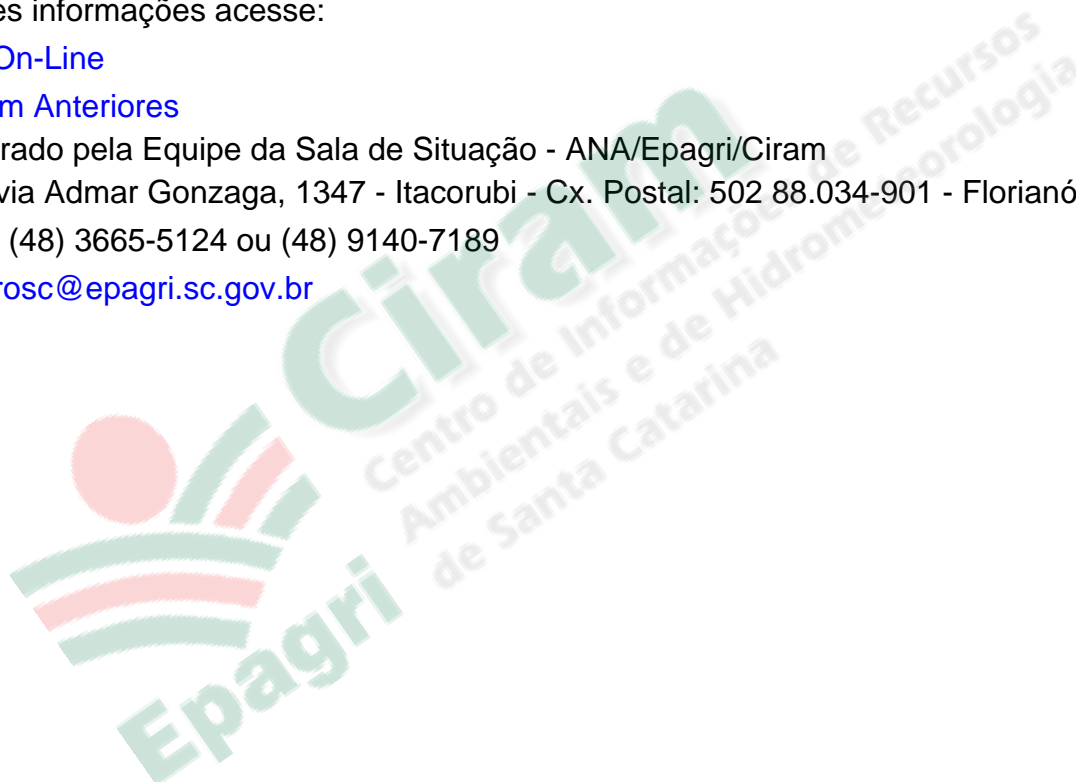 es informações acesse:
On-Line
m Anteriores
rado pela Equipe da Sala de Situação - ANA/Epagri/Ciram
via Admar Gonzaga, 1347 - Itacorubi - Cx. Postal: 502 88.034-901 - Florianó
(48) 3665-5124 ou (48) 9140-7189
rosc@epagri.sc.gov.br
Ciram
Centro de Informações de Recursos
Ambientais e de Hidrometeorologia
de Santa Catarina
Epagri